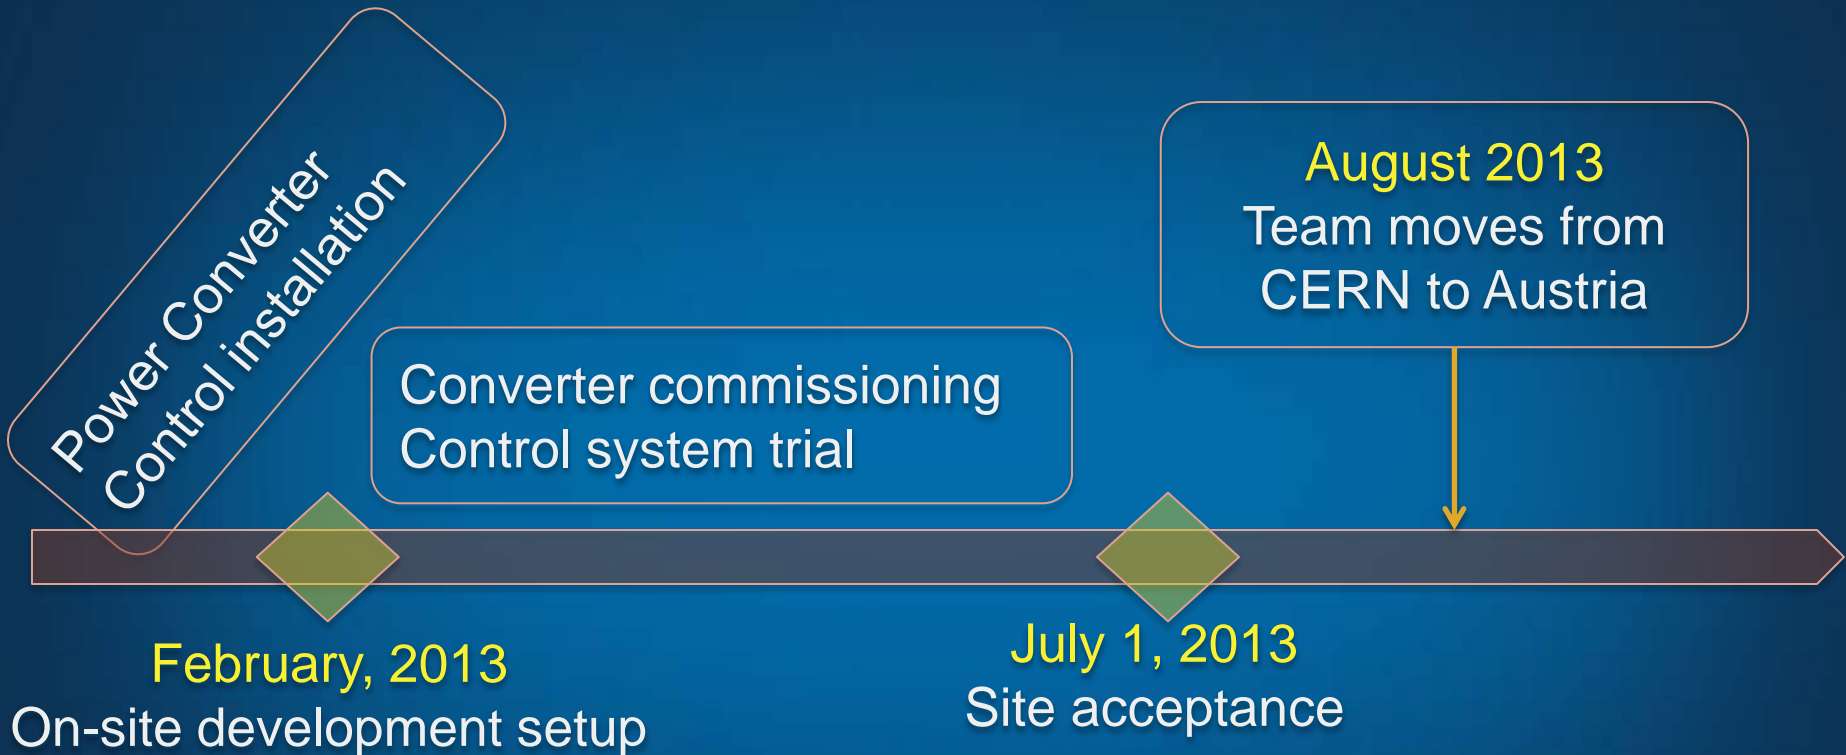 Power Converter
Control installation
Converter commissioning
Control system trial
August 2013
Team moves from
CERN to Austria
February, 2013
On-site development setup
July 1, 2013
Site acceptance